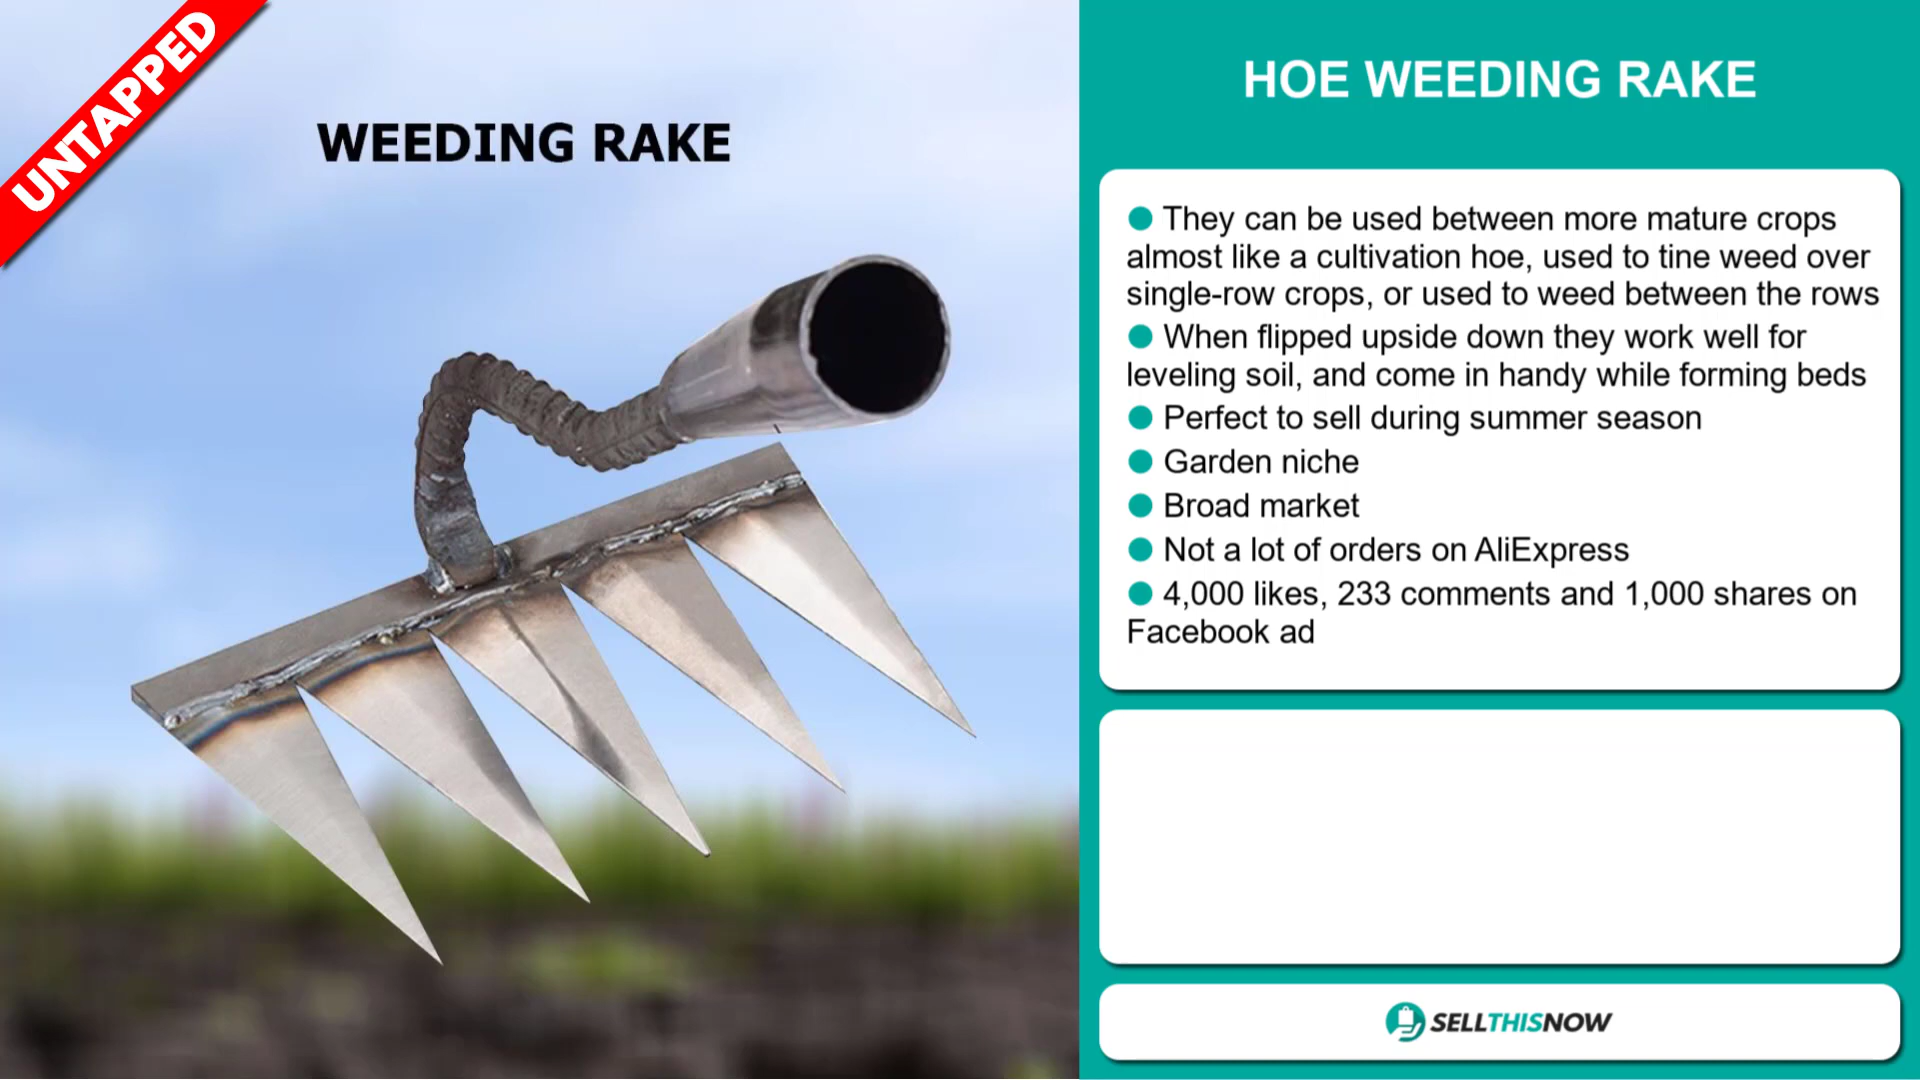 UNTAPPED
WEEDING RAKE
HOE WEEDING RAKE
They can be used between more mature crops
almost like a cultivation hoe, used to tine weed over
single-row crops, or used to weed between the rows
When flipped upside down they work well for
leveling soil, and come in handy while forming beds
Perfect to sell during summer season
Garden niche
Broad market
Not a lot of orders on AliExpress
4,000 likes, 233 comments and 1,000 shares on
Facebook ad
SELLTHISNOW